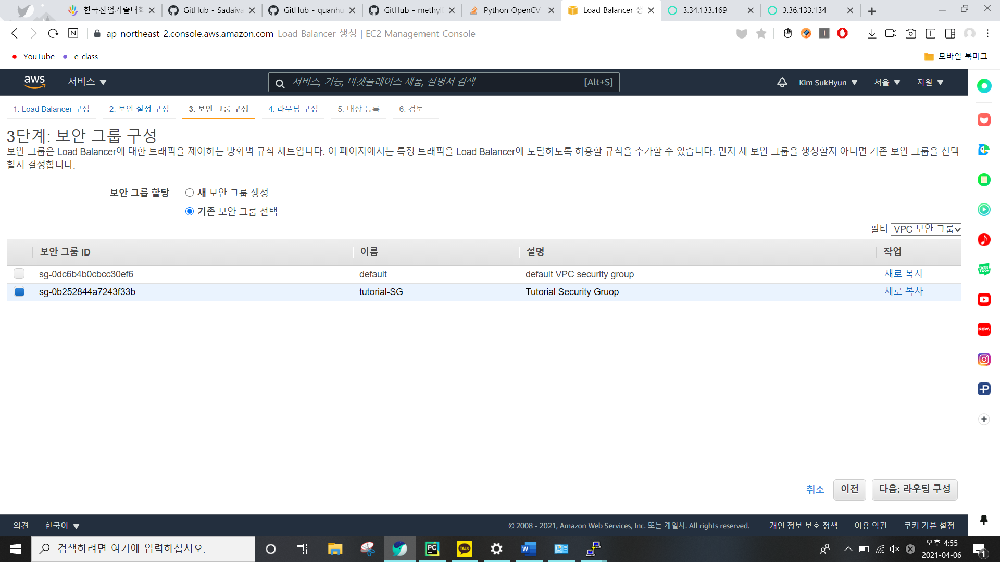 한국산업기술대학
GitHub - Sadaiva
GitHub - quanhu
GitHub - methyll
Python OpenCV
Load Balancer 생
3.34.133.169
3.36.133.134
ap-northeast-2.console.aws.amazon.com Load Balancer 생성 | EC2 Management Console
YouTube
e-class
모바일 북마크
aws
서비스
서비스, 기능, 마켓플레이스 제품, 설명서 검색
[Alt+S]
Kim SukHyun
서울
지원
1. Load Balancer 구성
2. 보안 설정 구성
3. 보안 그룹 구성
4. 라우팅 구성
5. 대상 등록
6. 검토
3단계: 보안 그룹 구성
보안 그룹은 Load Balancer에 대한 트래픽을 제어하는 방화벽 규칙 세트입니다. 이 페이지에서는 특정 트래픽을 Load Balancer에 도달하도록 허용할 규칙을 추가할 수 있습니다. 먼저 새 보안 그룹을 생성할지 아니면 기존 보안 그룹을 선택
할지 결정합니다.
보안 그룹 할당
새 보안 그룹 생성
기존 보안 그룹 선택
필터 VPC 보안 그룹
보안 그룹 ID 이름 설명 작업
sg-0dc6b4b0cbcc30ef6 default default VPC security group 새로 복사
sg-0b252844a7243f33b tutorial-SG Tutorial Security Gruop 새로 복사
취소
이전
다음: 라우팅 구성
의견
한국어
© 2008 - 2021, Amazon Web Services, Inc. 또는 계열사. All rights reserved.
개인 정보 보호 정책
이용 약관
쿠키 기본 설정
WEB
TOON
NOW.
검색하려면 여기에 입력하십시오.
PC
TALK
W
오후 4:55
2021-04-06
1